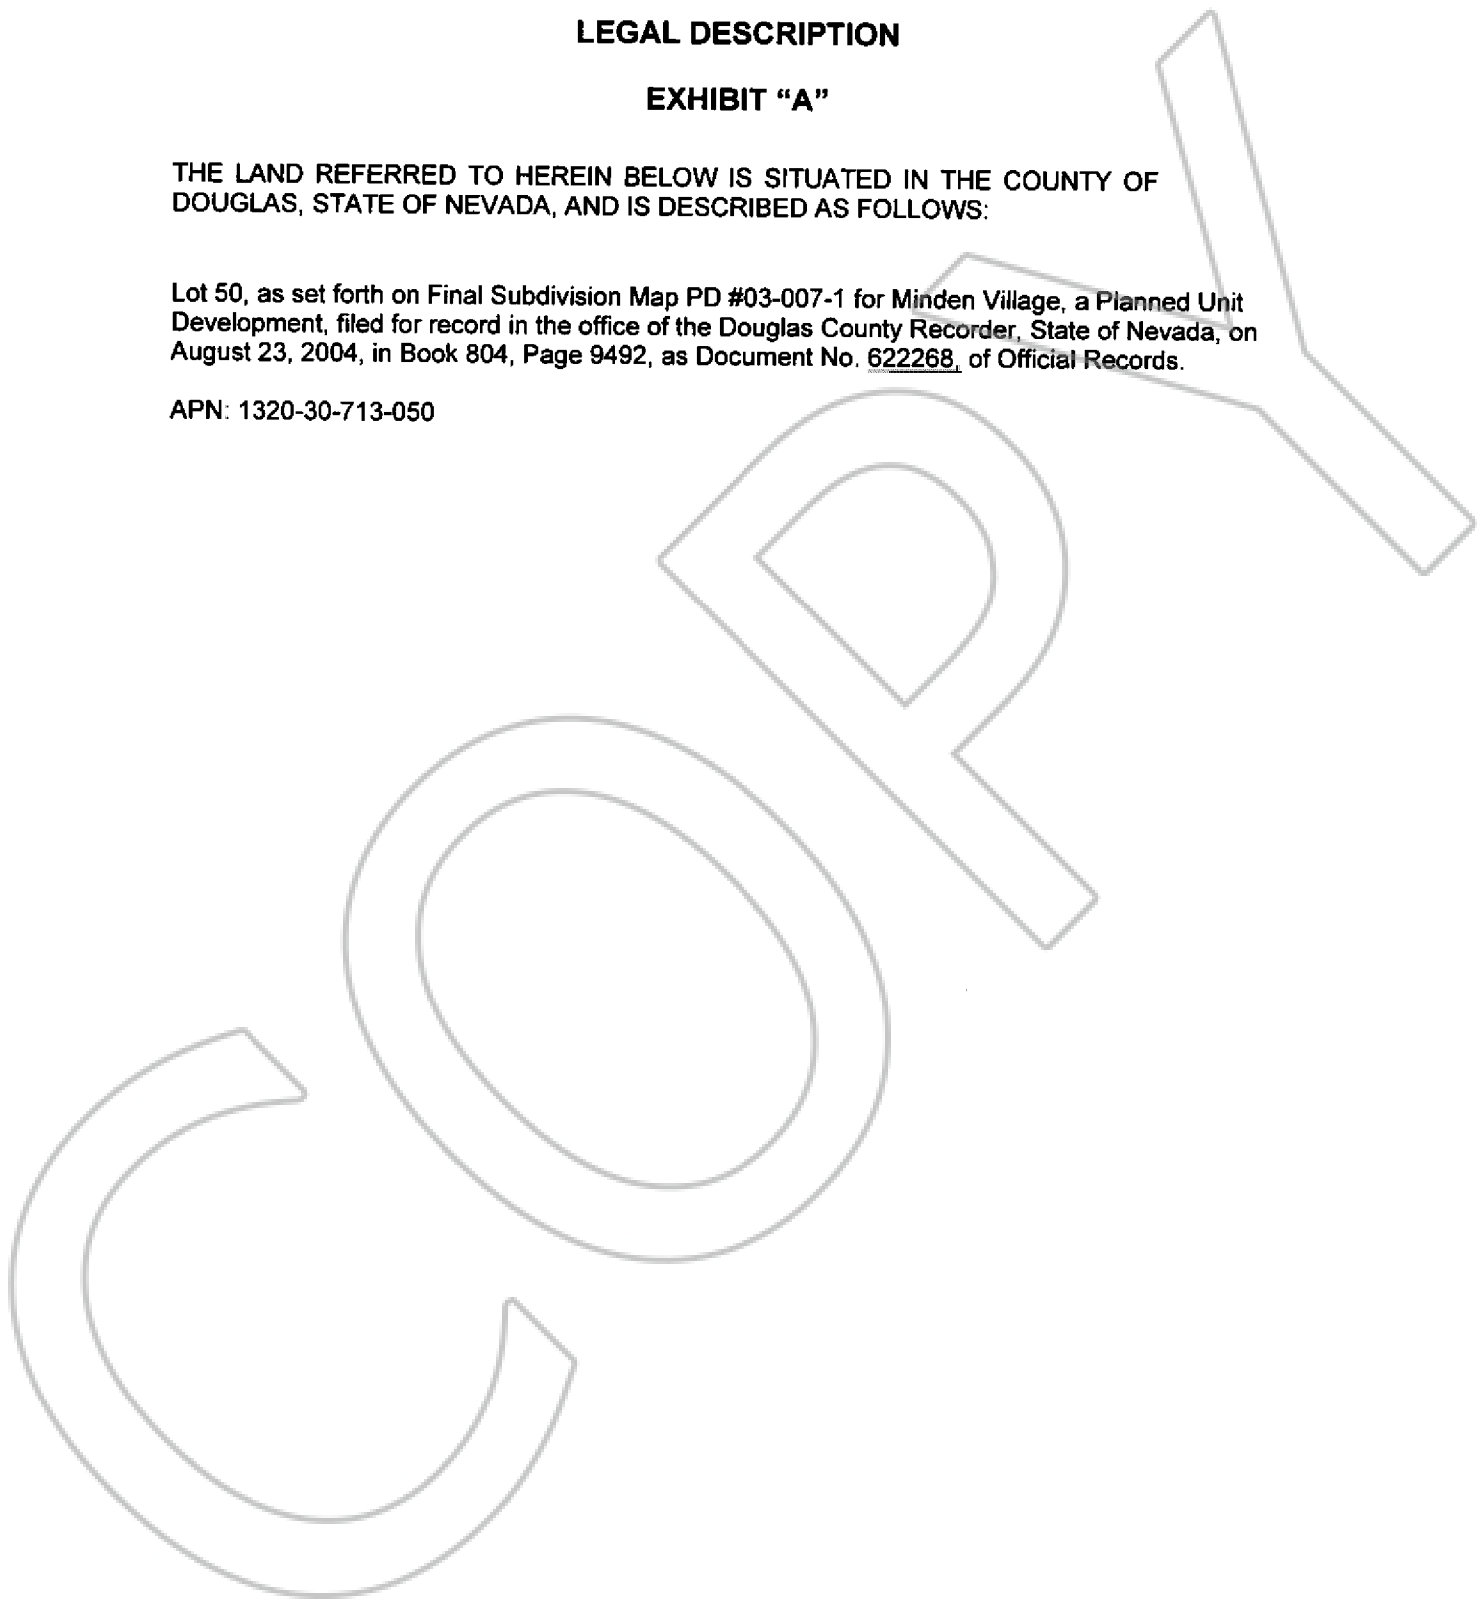 LEGAL DESCRIPTION
EXHIBIT “A”
THE LAND REFERRED TO HEREIN BELOW IS SITUATED IN THE COUNTY OF
DOUGLAS, STATE OF NEVADA, AND IS DESCRIBED AS FOLLOWS:
Lot 50, as set forth on Final Subdivision Map PD #03-007-1 for Minden Village, a Planned Unit
Development, filed for record in the office of the Douglas County Recorder, State of Nevada, on
August 23, 2004, in Book 804, Page 9492, as Document No. 622268, of Official Records.
APN: 1320-30-713-050
COPY